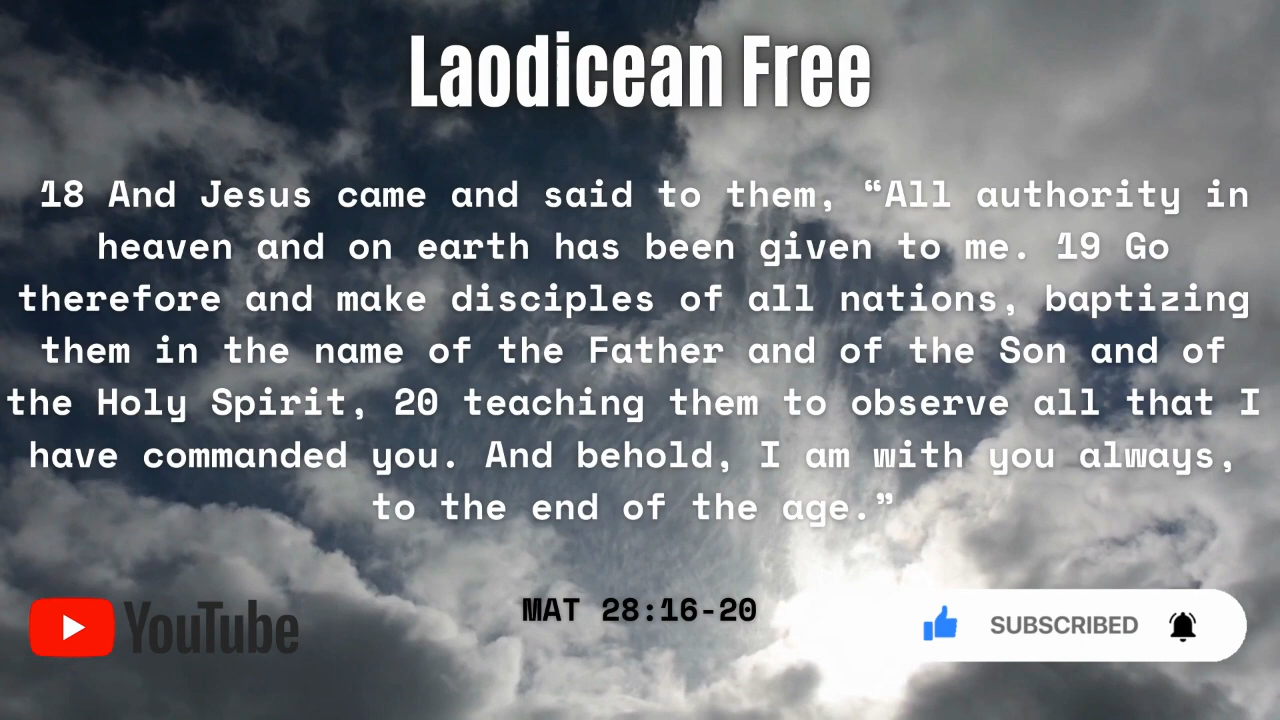 Laodicean Free
18 And Jesus came and said to them, “All authority in
heaven and on earth has been given to me. 19 Go
therefore and make disciples of all nations, baptizing
them in the name of the Father and of the Son and of
the Holy Spirit, 20 teaching them to observe all that I
have commanded you. And behold, I am with you always,
to the end of the age.”
MAT 28:16-20
YouTube
SUBSCRIBED